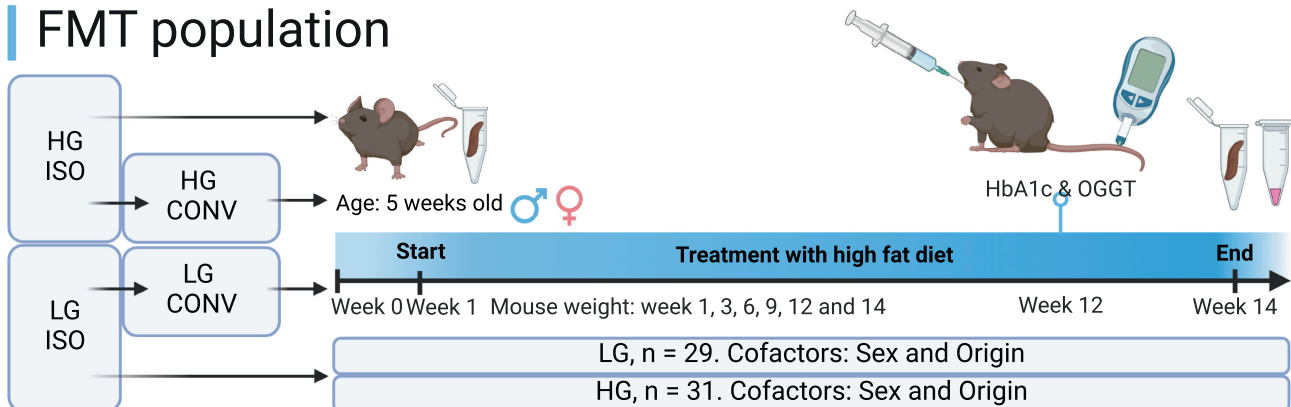 FMT population
HG
ISO
HG
CONV
Age: 5 weeks old
HbA1c & OGGT
LG
ISO
LG
CONV
Start
Treatment with high fat diet
End
Week 0
Week 1
Mouse weight: week 1, 3, 6, 9, 12 and 14
Week 12
Week 14
LG, n = 29. Cofactors: Sex and Origin
HG, n = 31. Cofactors: Sex and Origin